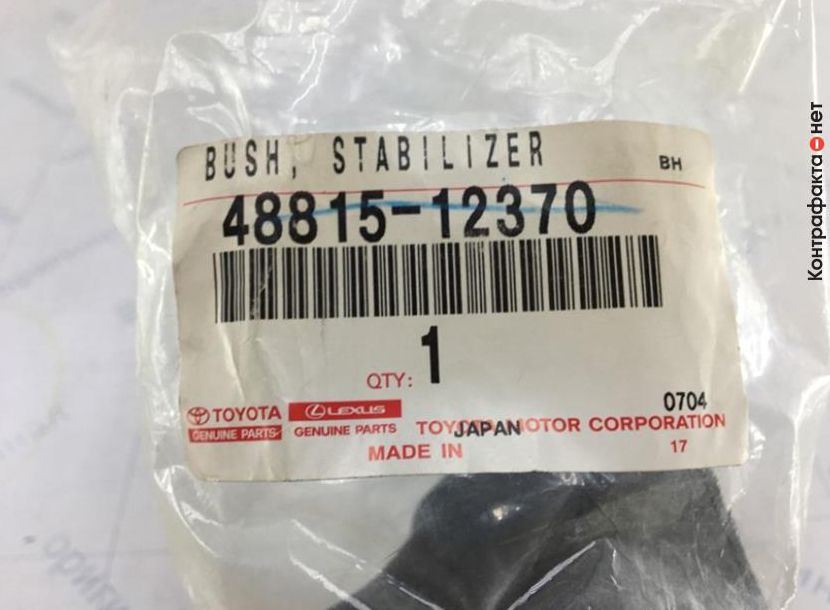 BUSH, STABILIZER
BH
48815-12370
QTY: 1
TOYOTA
GENUINE PARTS
LEXUS
GENUINE PARTS
0704
TOYOTA MOTOR CORPORATION
JAPAN
MADE IN
17
Контрафакта нет